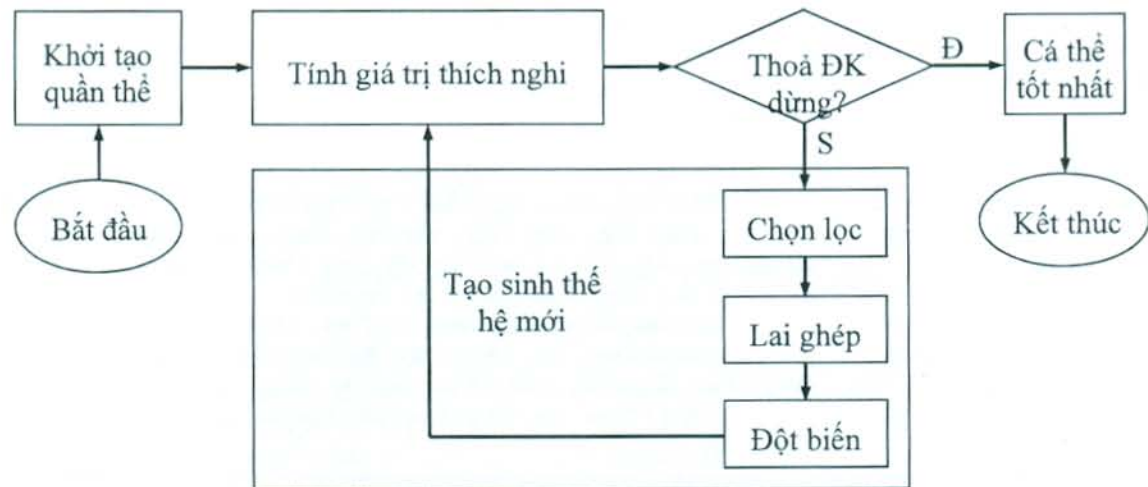 Khởi tạo
quần thể
Tính giá trị thích nghi
Thoả ĐK
dừng?
Đ
Cá thể
tốt nhất
S
Bắt đầu
Chọn lọc
Kết thúc
Tạo sinh thế
hệ mới
Lai ghép
Đột biến